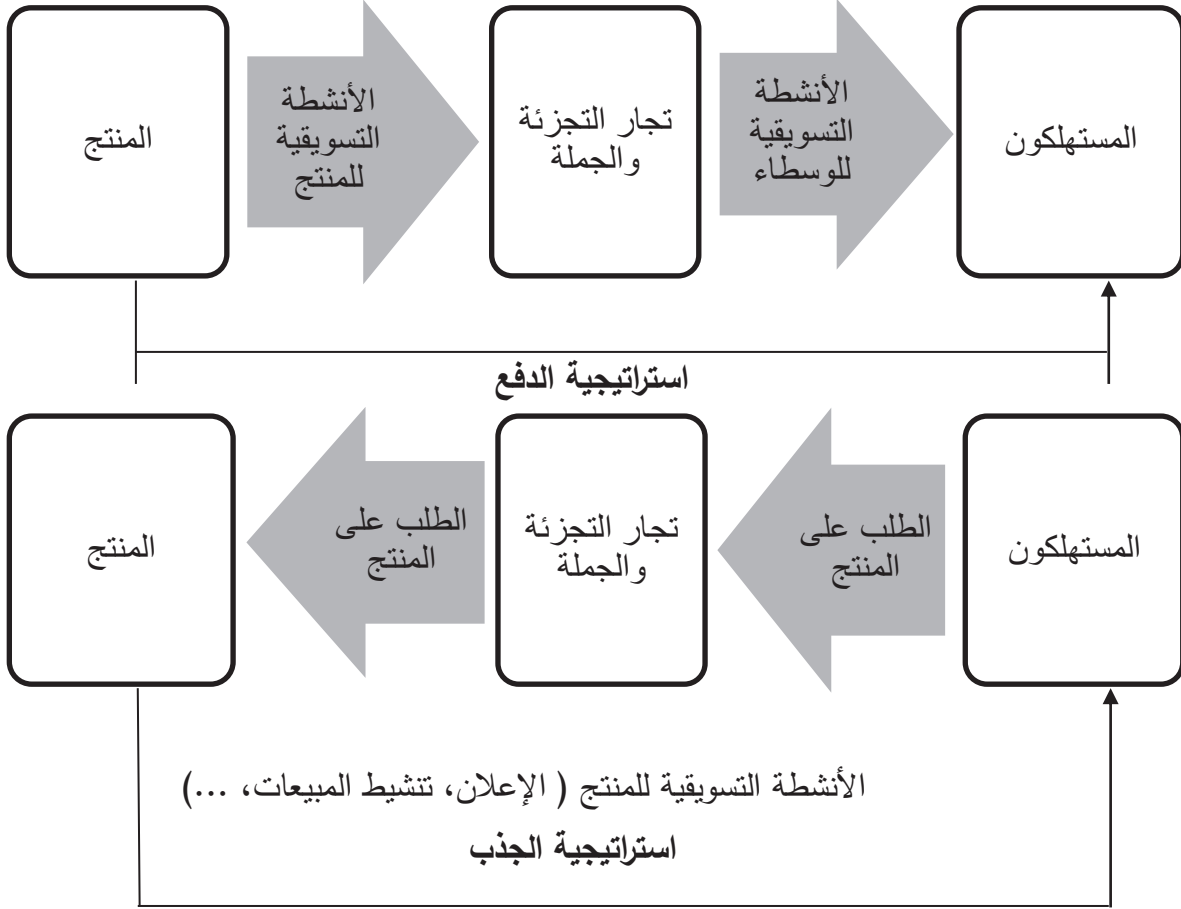 المنتج
الأنشطة
التسويقية
للمنتج
تجار التجزئة
والجملة
الأنشطة
التسويقية
للوسطاء
المستهلكون
استراتيجية الدفع
المنتج
الطلب على
المنتج
تجار التجزئة
والجملة
الطلب على
المنتج
المستهلكون
الأنشطة التسويقية للمنتج ( الإعلان، تنشيط المبيعات، ...)
استراتيجية الجذب